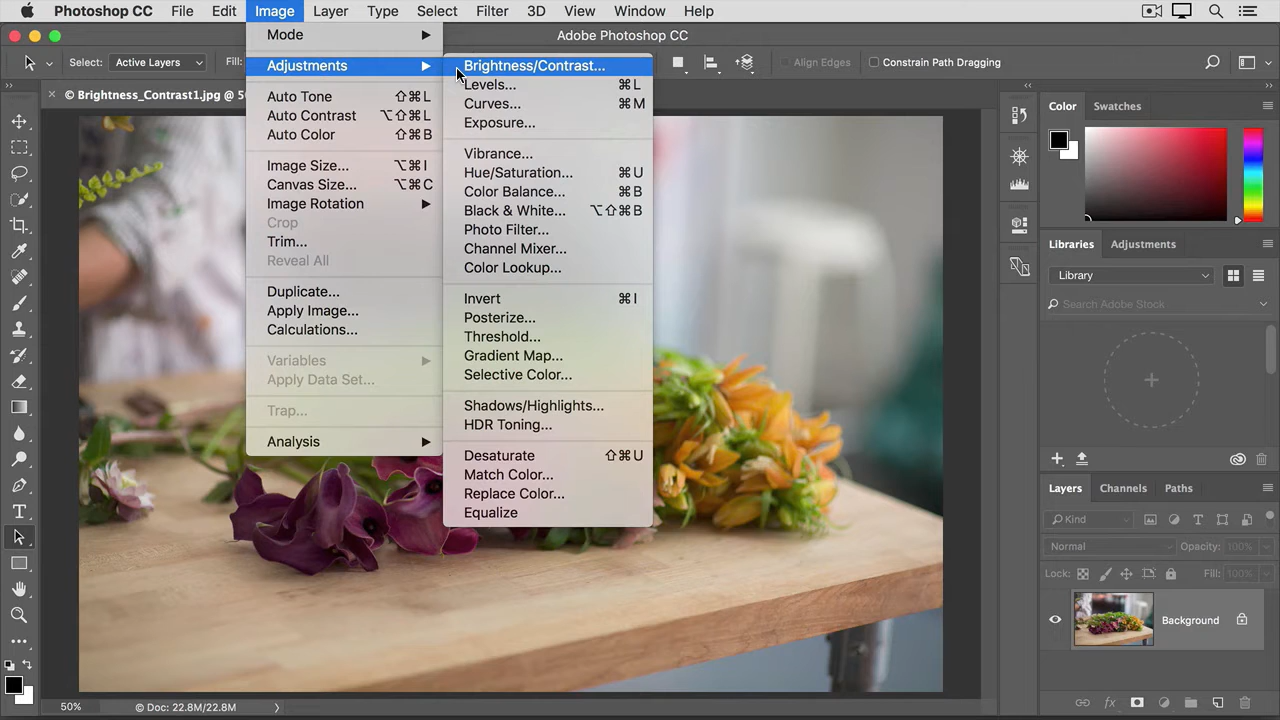 Photoshop CC File Edit Image Layer Type Select Filter 3D View Window Help
Adobe Photoshop CC
Select: Active Layers Fill: Align Edges Constrain Path Dragging
© Brightness_Contrast1.jpg @ 50
Mode
Adjustments
Auto Tone ⇧⌘L
Auto Contrast ⌥⇧⌘L
Auto Color ⇧⌘B
Image Size... ⌥⌘I
Canvas Size... ⌥⌘C
Image Rotation
Crop
Trim...
Reveal All
Duplicate...
Apply Image...
Calculations...
Variables
Apply Data Set...
Trap...
Analysis
Brightness/Contrast...
Levels... ⌘L
Curves... ⌘M
Exposure...
Vibrance...
Hue/Saturation... ⌘U
Color Balance... ⌘B
Black & White... ⌥⇧⌘B
Photo Filter...
Channel Mixer...
Color Lookup...
Invert ⌘I
Posterize...
Threshold...
Gradient Map...
Selective Color...
Shadows/Highlights...
HDR Toning...
Desaturate ⇧⌘U
Match Color...
Replace Color...
Equalize
Color Swatches
Libraries Adjustments
Library
Search Adobe Stock
Layers Channels Paths
Kind
Normal Opacity: 100%
Lock: Fill: 100%
Background
50% Doc: 22.8M/22.8M